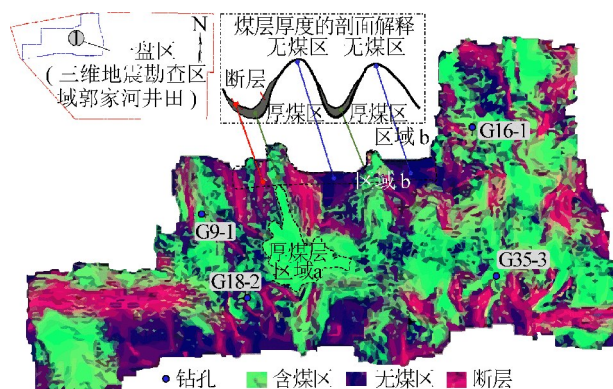 N
一盘区
(三维地震勘查区
域郭家河井田)
煤层厚度的剖面解释
无煤区 无煤区
断层
厚煤区 厚煤区
区域b
区域b
G16-1
G9-1
厚煤层
区域a
G18-2
G35-3
钻孔 含煤区 无煤区 断层